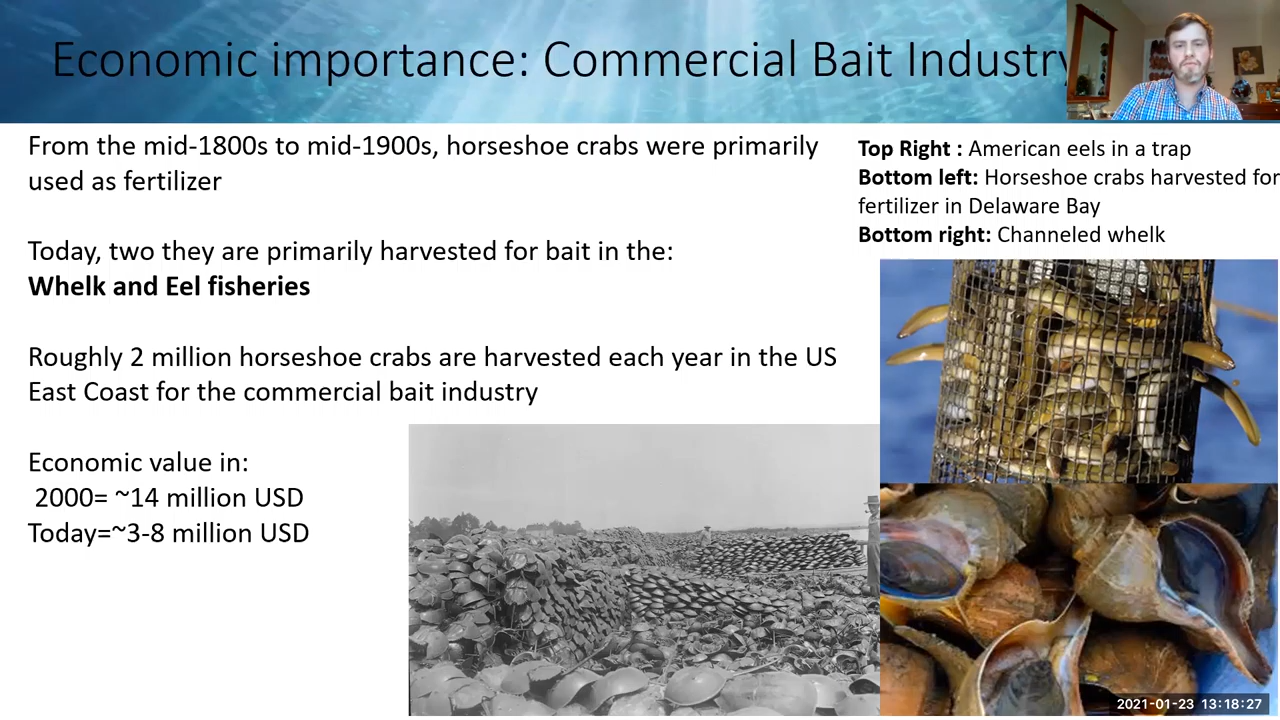 Economic importance: Commercial Bait Industry
From the mid-1800s to mid-1900s, horseshoe crabs were primarily
used as fertilizer
Today, two they are primarily harvested for bait in the:
Whelk and Eel fisheries
Roughly 2 million horseshoe crabs are harvested each year in the US
East Coast for the commercial bait industry
Economic value in:
2000= ~14 million USD
Today=~3-8 million USD
Top Right : American eels in a trap
Bottom left: Horseshoe crabs harvested for
fertilizer in Delaware Bay
Bottom right: Channeled whelk
2021-01-23 13:18:27